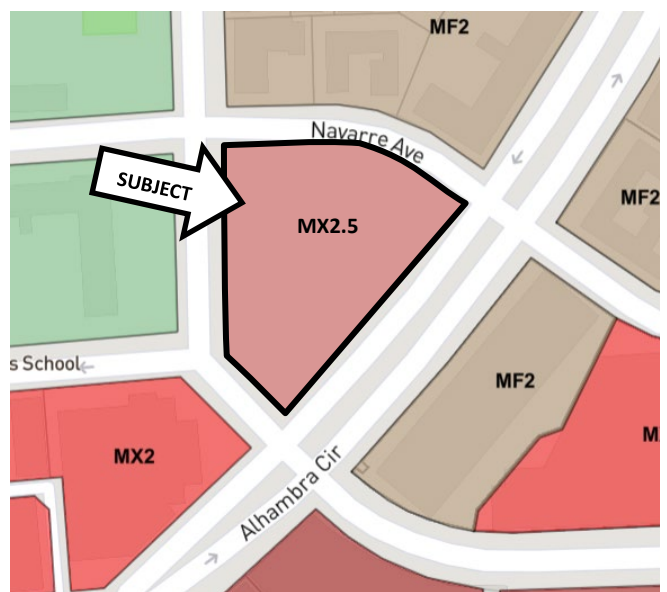 MF2
Navarre Ave
SUBJECT
MF2
MX2.5
s School
MF2
M
MX2
Alhambra Cir